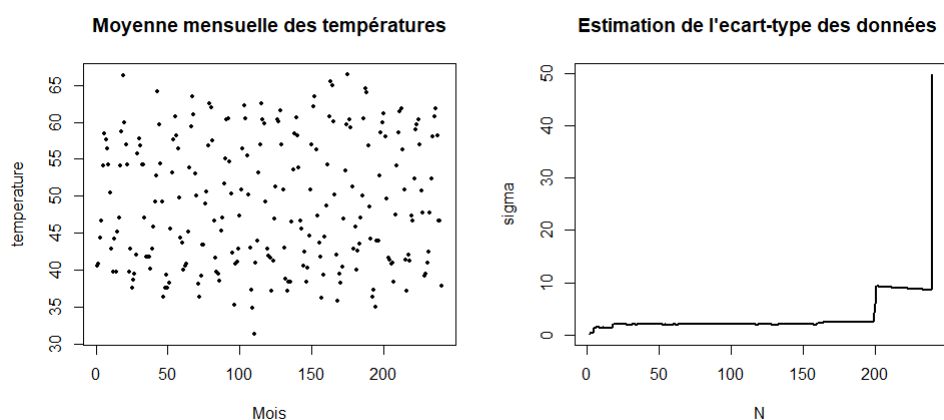 Moyenne mensuelle des températures
temperature
30 35 40 45 50 55 60 65
0 50 100 150 200
Mois
Estimation de l'ecart-type des données
sigma
0 10 20 30 40 50
0 50 100 150 200
N